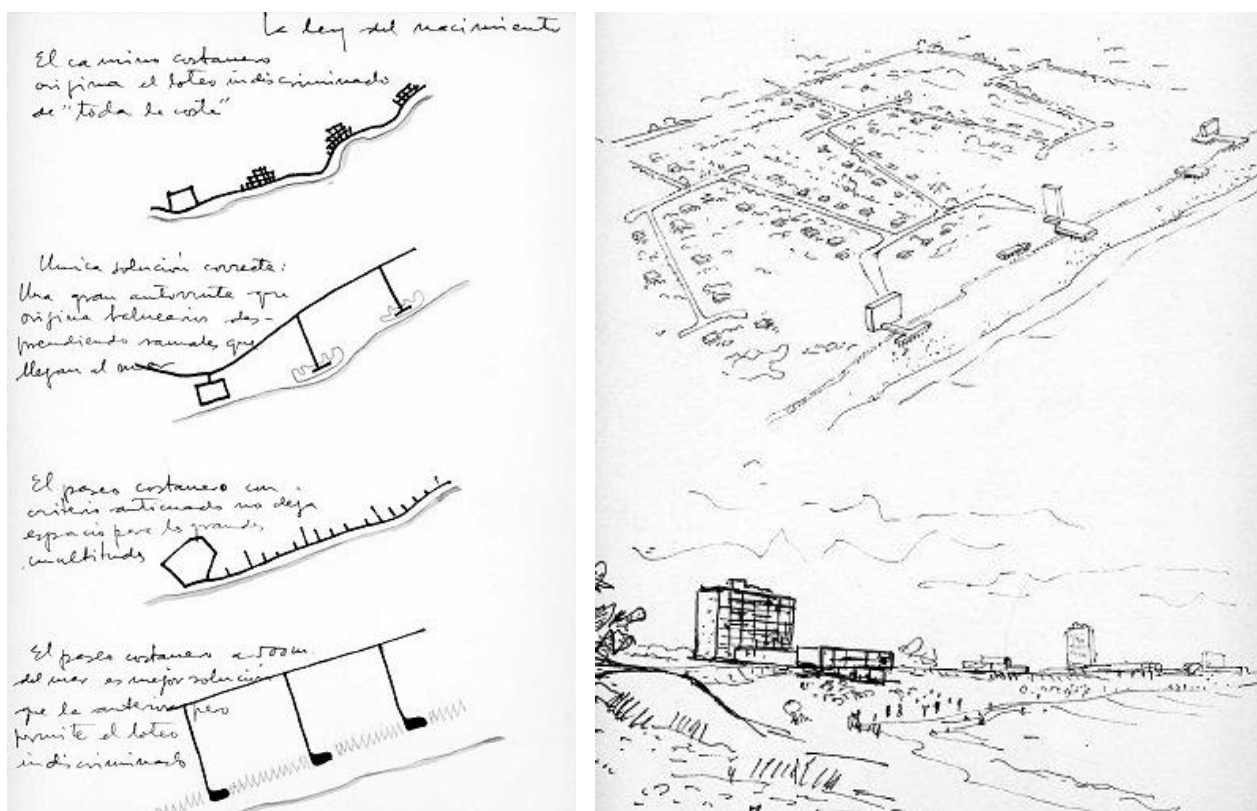 La ley del nacimiento
El camino costanero
origina el loteo indiscriminado
de "toda la costa"
Unica solución correcta:
Una gran autorruta que
origina balnearios des-
prendiendo ramales que
llegan al mar
El paseo costanero con
criterio anticuado no deja
espacio para las grandes
multitudes
El paseo costanero a
del mar es mejor solución
que la anterior pero
permite el loteo
indiscriminado